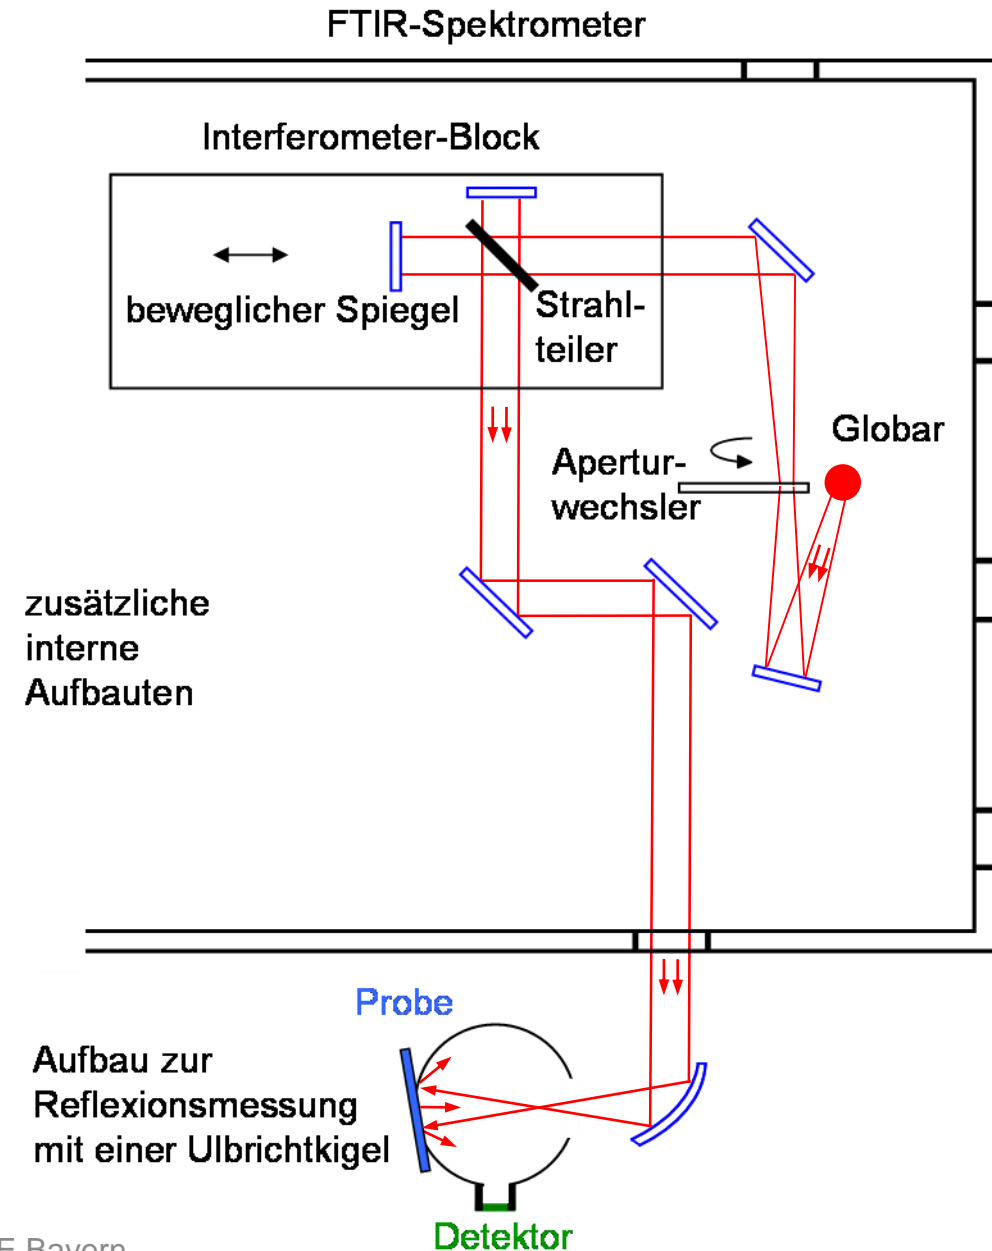 FTIR-Spektrometer
Interferometer-Block
beweglicher Spiegel
Strahl-
teiler
Globar
Apertur-
wechsler
zusätzliche
interne
Aufbauten
Probe
Aufbau zur
Reflexionsmessung
mit einer Ulbrichtkigel
Detektor
E Bayern